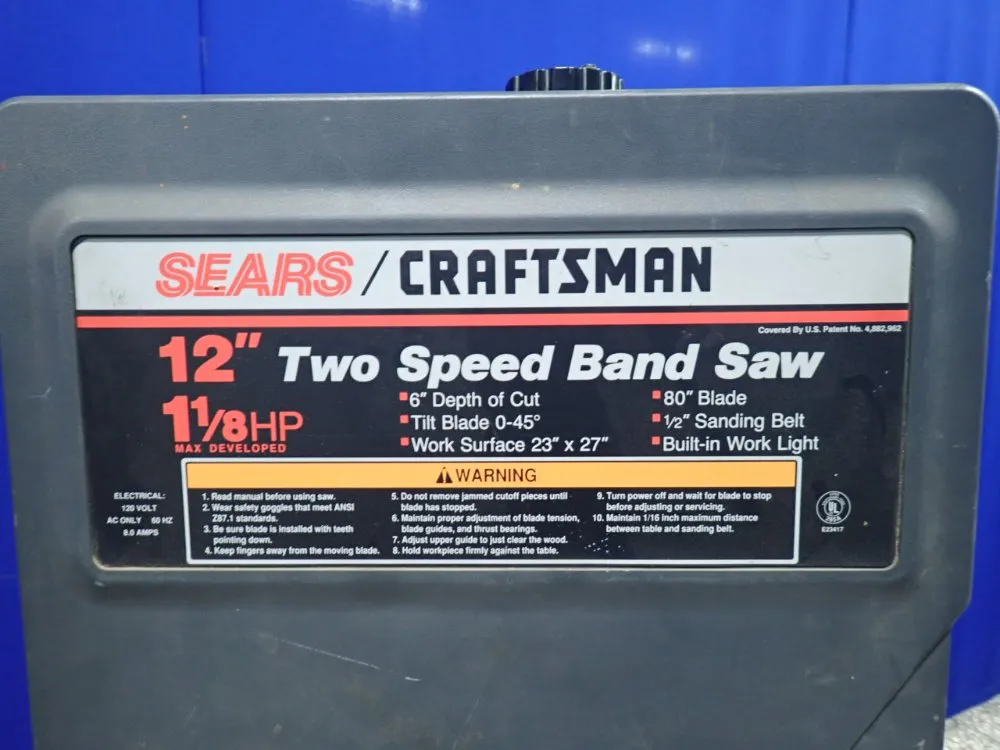 SEARS / CRAFTSMAN
Covered By U.S. Patent No. 4,882,962
12" Two Speed Band Saw
1 1/8 HP
MAX DEVELOPED
6" Depth of Cut
Tilt Blade 0-45°
Work Surface 23" x 27"
80" Blade
1/2" Sanding Belt
Built-in Work Light
WARNING
ELECTRICAL:
120 VOLT
AC ONLY 60 HZ
8.0 AMPS
1. Read manual before using saw.
2. Wear safety goggles that meet ANSI
Z87.1 standards.
3. Be sure blade is installed with teeth
pointing down.
4. Keep fingers away from the moving blade.
5. Do not remove jammed cutoff pieces until
blade has stopped.
6. Maintain proper adjustment of blade tension,
blade guides, and thrust bearings.
7. Adjust upper guide to just clear the wood.
8. Hold workpiece firmly against the table.
9. Turn power off and wait for blade to stop
before adjusting or servicing.
10. Maintain 1/16 inch maximum distance
between table and sanding belt.
UL
E23417